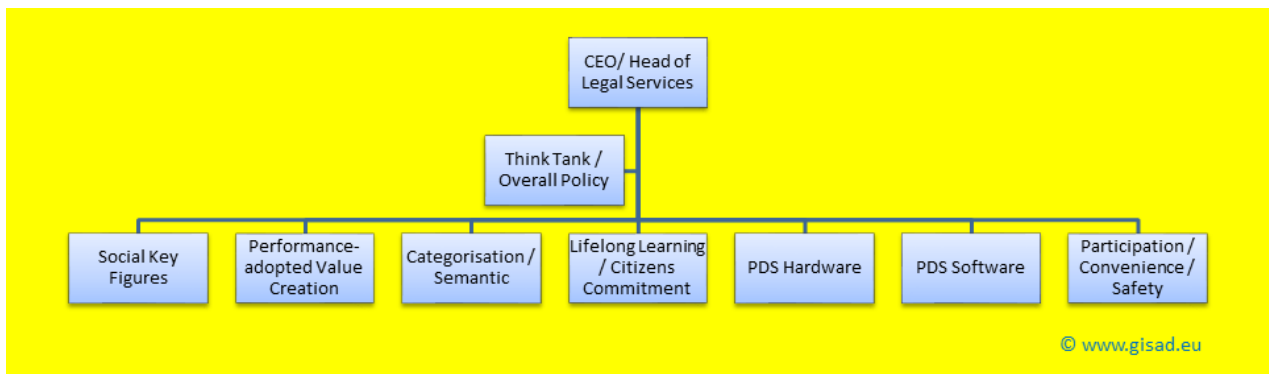 CEO/ Head of
Legal Services
Think Tank /
Overall Policy
Social Key
Figures
Performance-
adopted Value
Creation
Categorisation /
Semantic
Lifelong Learning
/ Citizens
Commitment
PDS Hardware
PDS Software
Participation /
Convenience /
Safety
© www.gisad.eu